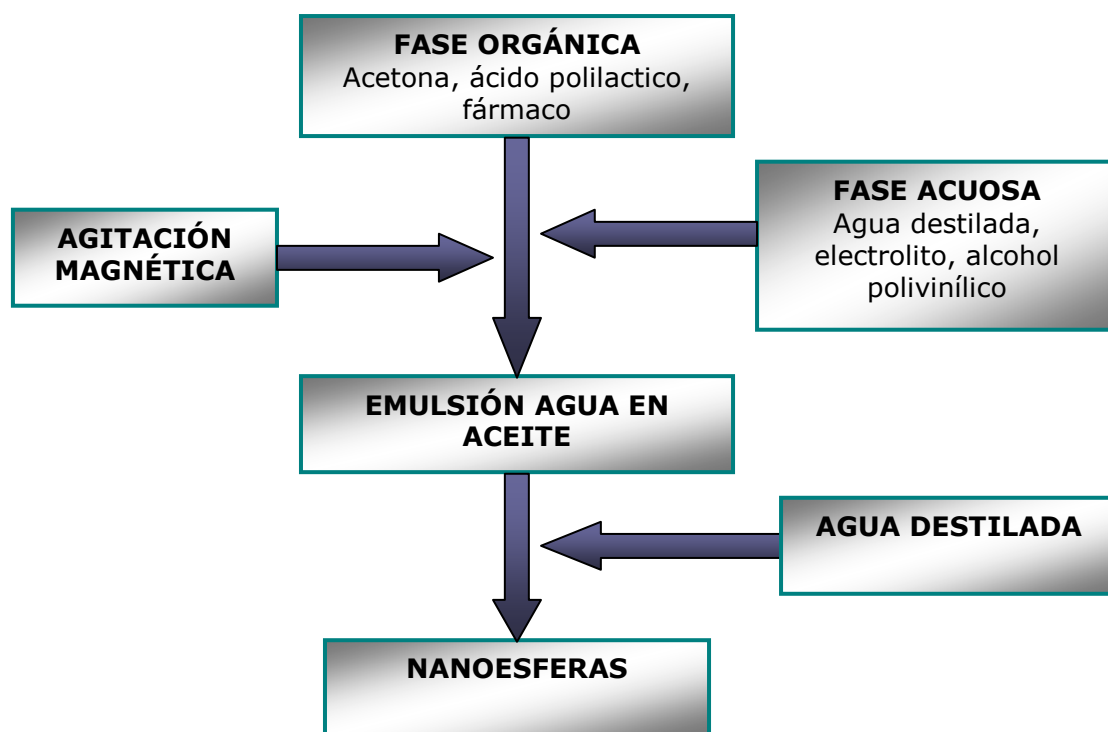 FASE ORGÁNICA
Acetona, ácido polilactico,
fármaco
FASE ACUOSA
Agua destilada,
electrolito, alcohol
polivinílico
AGITACIÓN
MAGNÉTICA
EMULSIÓN AGUA EN
ACEITE
AGUA DESTILADA
NANOESFERAS